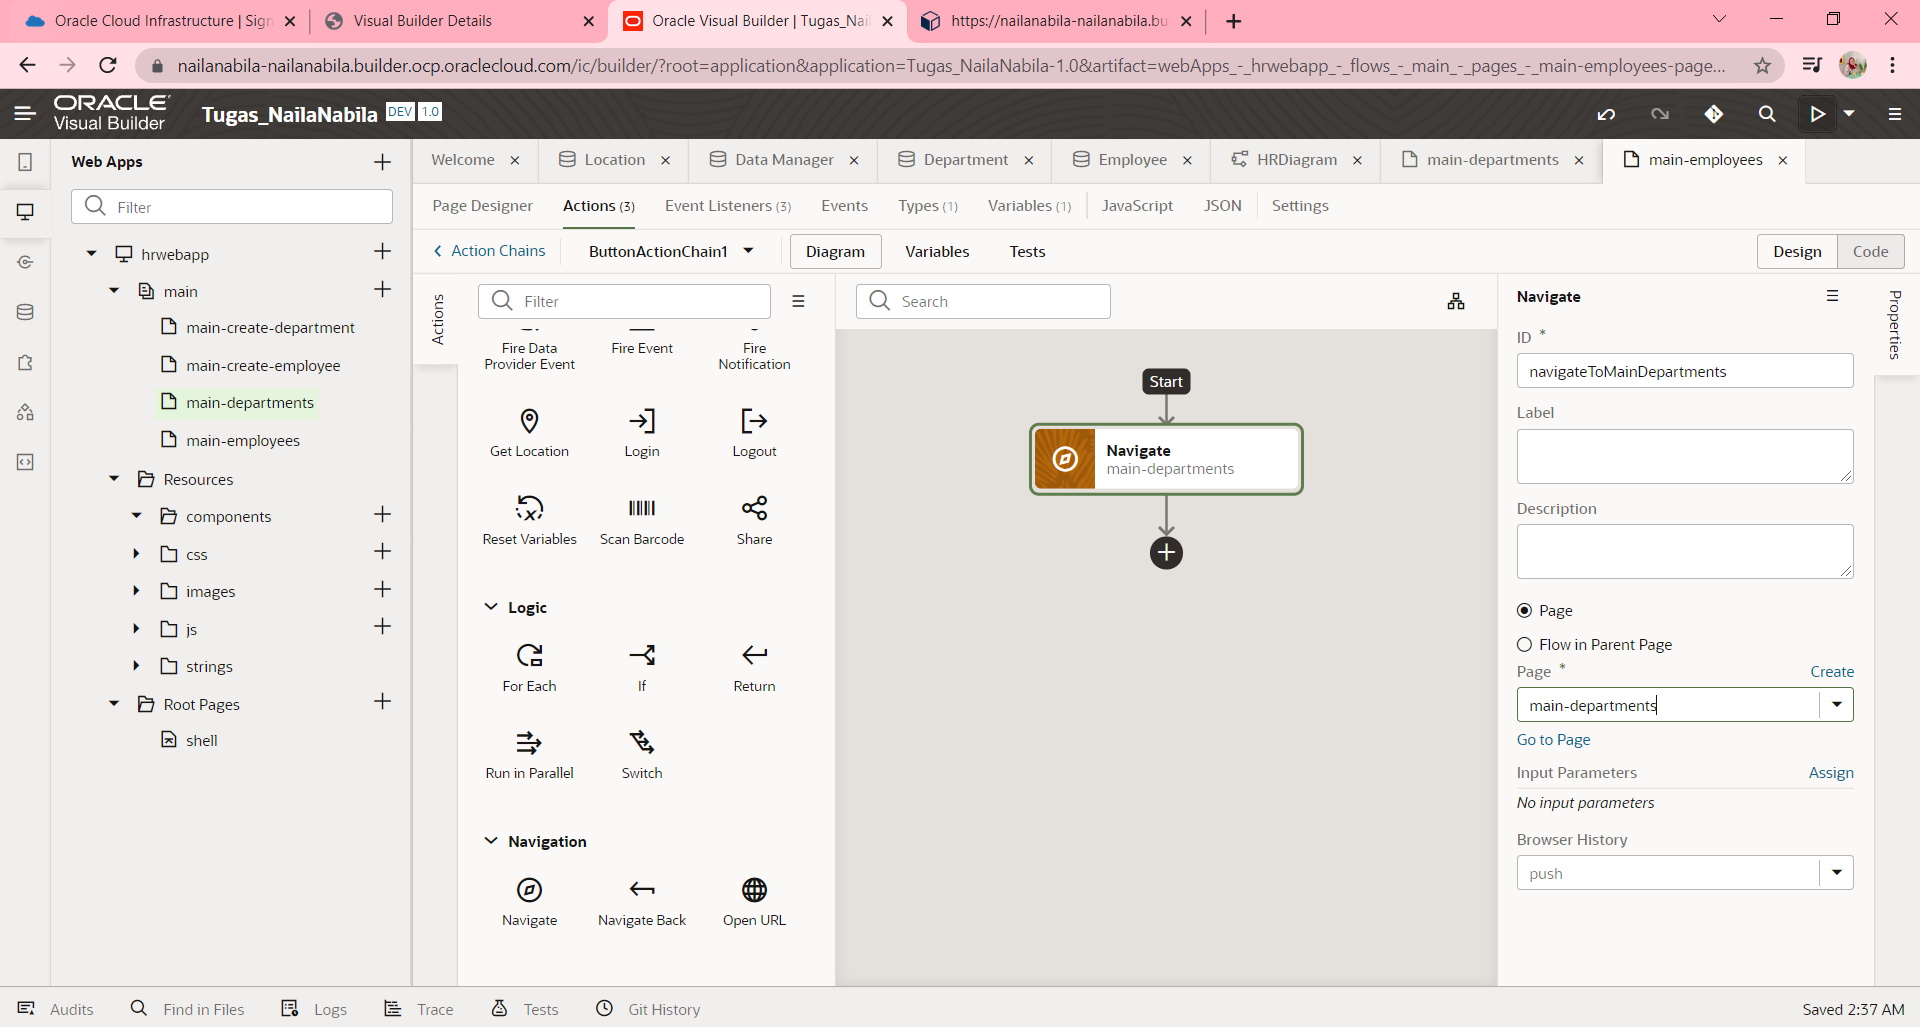 Oracle Cloud Infrastructure | Sign
Visual Builder Details
Oracle Visual Builder | Tugas_Nail
https://nailanabila-nailanabila.bu
nailanabila-nailanabila.builder.ocp.oraclecloud.com/ic/builder/?root=application&application=Tugas_NailaNabila-1.0&artifact=webApps_-_hrwebapp_-_flows_-_main_-_pages_-_main-employees-page...
ORACLE
Visual Builder
Tugas_NailaNabila DEV 1.0
Web Apps
Filter
hrwebapp
main
main-create-department
main-create-employee
main-departments
main-employees
Resources
components
css
images
js
strings
Root Pages
shell
Welcome
Location
Data Manager
Department
Employee
HRDiagram
main-departments
main-employees
Page Designer
Actions (3)
Event Listeners (3)
Events
Types (1)
Variables (1)
JavaScript
JSON
Settings
Action Chains
ButtonActionChain1
Diagram
Variables
Tests
Design
Code
Actions
Filter
Fire Data
Provider Event
Fire Event
Fire
Notification
Get Location
Login
Logout
Reset Variables
Scan Barcode
Share
Logic
For Each
If
Return
Run in Parallel
Switch
Navigation
Navigate
Navigate Back
Open URL
Search
Start
Navigate
main-departments
Navigate
Properties
ID *
navigateToMainDepartments
Label
Description
Page
Flow in Parent Page
Page *
Create
main-departments
Go to Page
Input Parameters
Assign
No input parameters
Browser History
push
Audits
Find in Files
Logs
Trace
Tests
Git History
Saved 2:37 AM